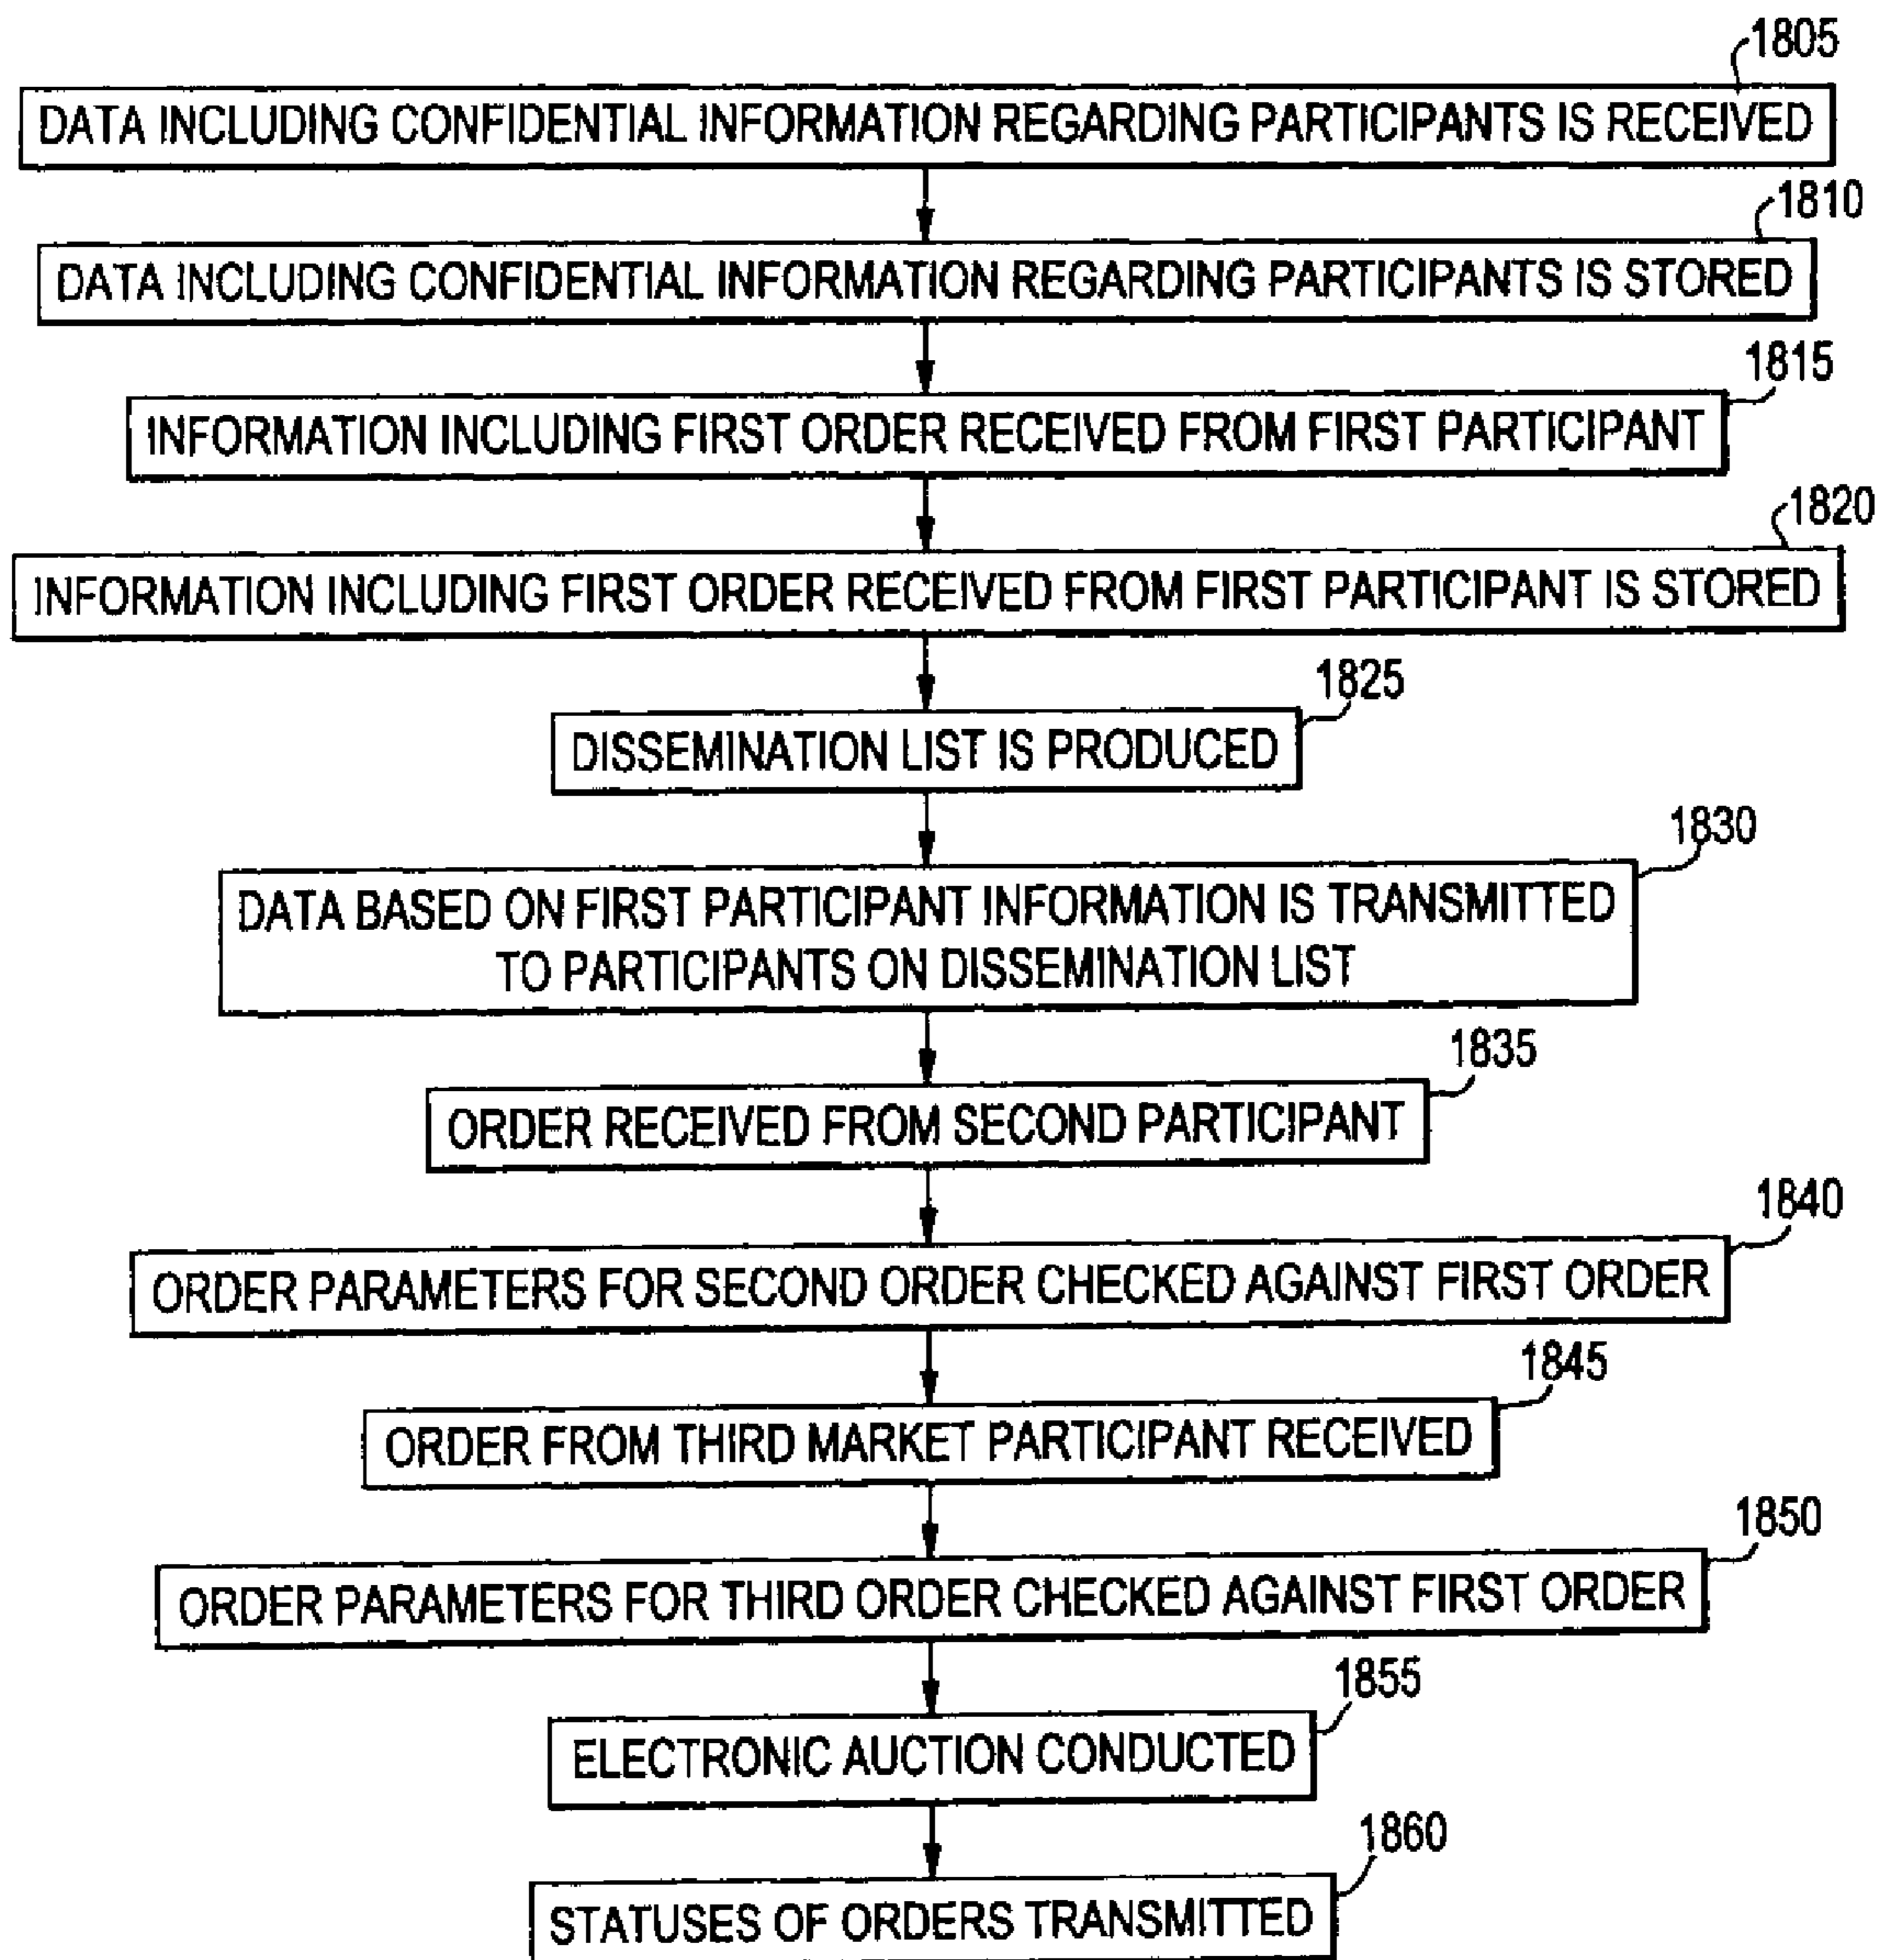 1805
DATA INCLUDING CONFIDENTIAL INFORMATION REGARDING PARTICIPANTS IS RECEIVED
1810
DATA INCLUDING CONFIDENTIAL INFORMATION REGARDING PARTICIPANTS IS STORED
1815
INFORMATION INCLUDING FIRST ORDER RECEIVED FROM FIRST PARTICIPANT
1820
INFORMATION INCLUDING FIRST ORDER RECEIVED FROM FIRST PARTICIPANT IS STORED
1825
DISSEMINATION LIST IS PRODUCED
1830
DATA BASED ON FIRST PARTICIPANT INFORMATION IS TRANSMITTED
TO PARTICIPANTS ON DISSEMINATION LIST
1835
ORDER RECEIVED FROM SECOND PARTICIPANT
1840
ORDER PARAMETERS FOR SECOND ORDER CHECKED AGAINST FIRST ORDER
1845
ORDER FROM THIRD MARKET PARTICIPANT RECEIVED
1850
ORDER PARAMETERS FOR THIRD ORDER CHECKED AGAINST FIRST ORDER
1855
ELECTRONIC AUCTION CONDUCTED
1860
STATUSES OF ORDERS TRANSMITTED